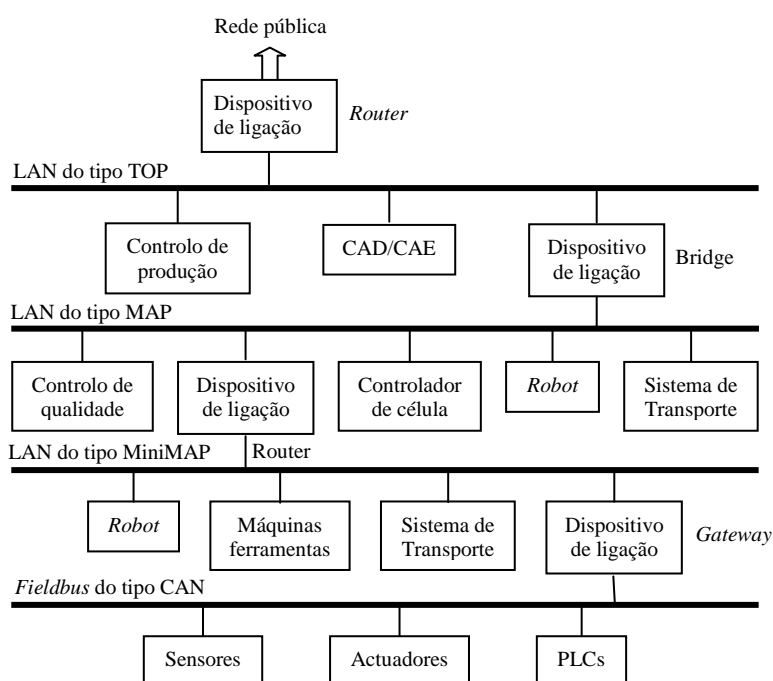 Rede pública
Dispositivo
de ligação
Router
LAN do tipo TOP
Controlo de
produção
CAD/CAE
Dispositivo
de ligação
Bridge
LAN do tipo MAP
Controlo de
qualidade
Dispositivo
de ligação
Controlador
de célula
Robot
Sistema de
Transporte
LAN do tipo MiniMAP
Router
Robot
Máquinas
ferramentas
Sistema de
Transporte
Dispositivo
de ligação
Gateway
Fieldbus do tipo CAN
Sensores
Actuadores
PLCs